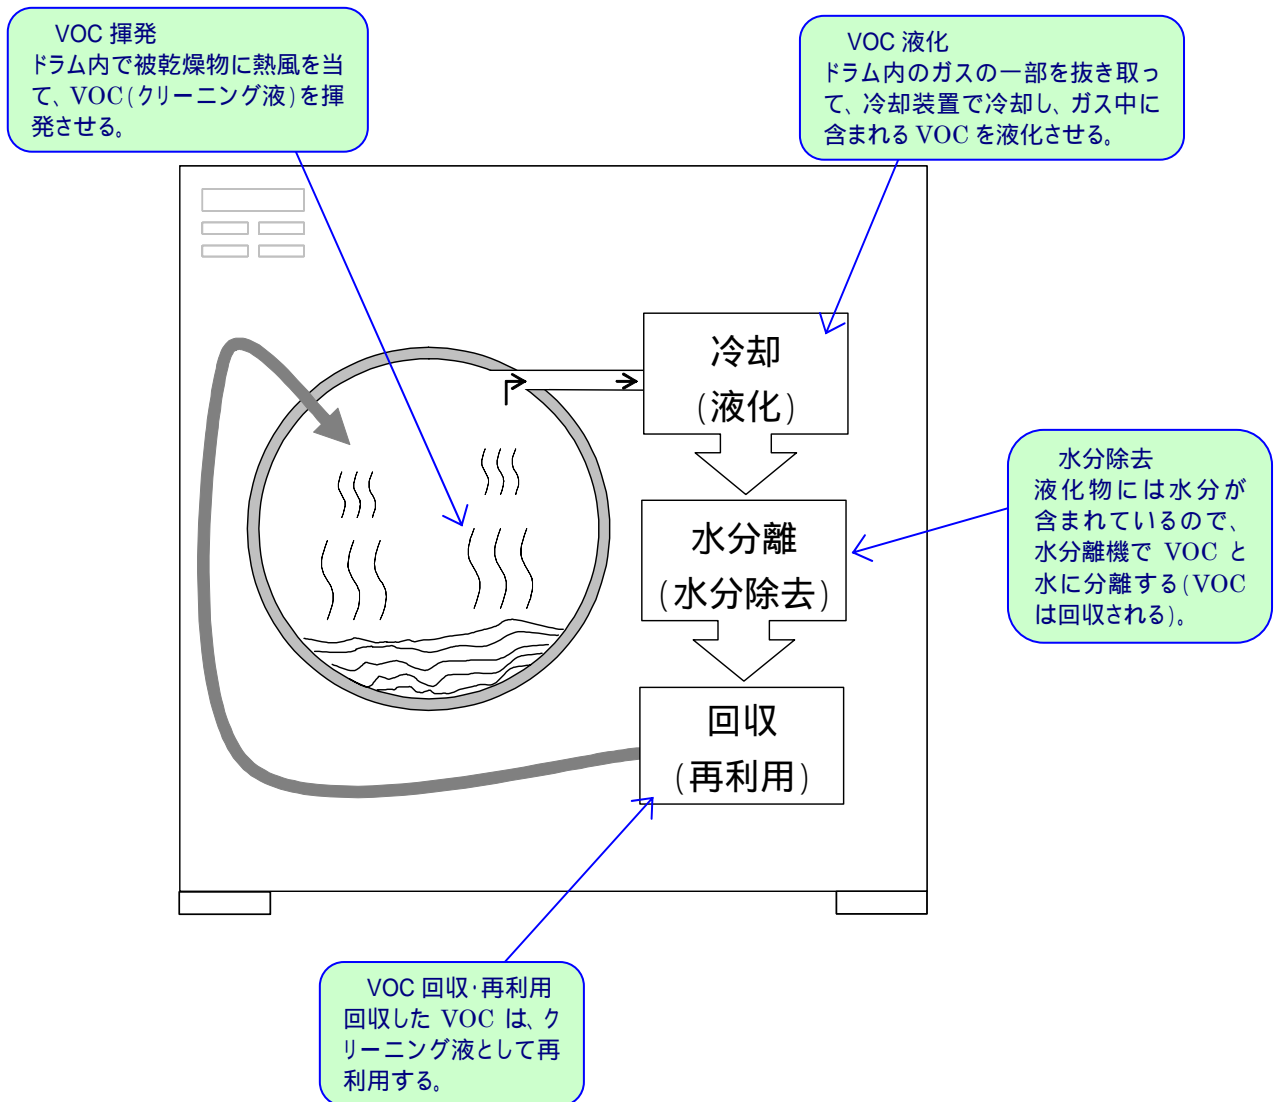 VOC 揮発
ドラム内で被乾燥物に熱風を当
て、VOC(クリーニング液)を揮
発させる。
VOC 液化
ドラム内のガスの一部を抜き取っ
て、冷却装置で冷却し、ガス中に
含まれる VOC を液化させる。
冷却
(液化)
水分離
(水分除去)
回収
(再利用)
水分除去
液化物には水分が
含まれているので、
水分離機で VOC と
水に分離する(VOC
は回収される)。
VOC 回収・再利用
回収した VOC は、ク
リーニング液として再
利用する。